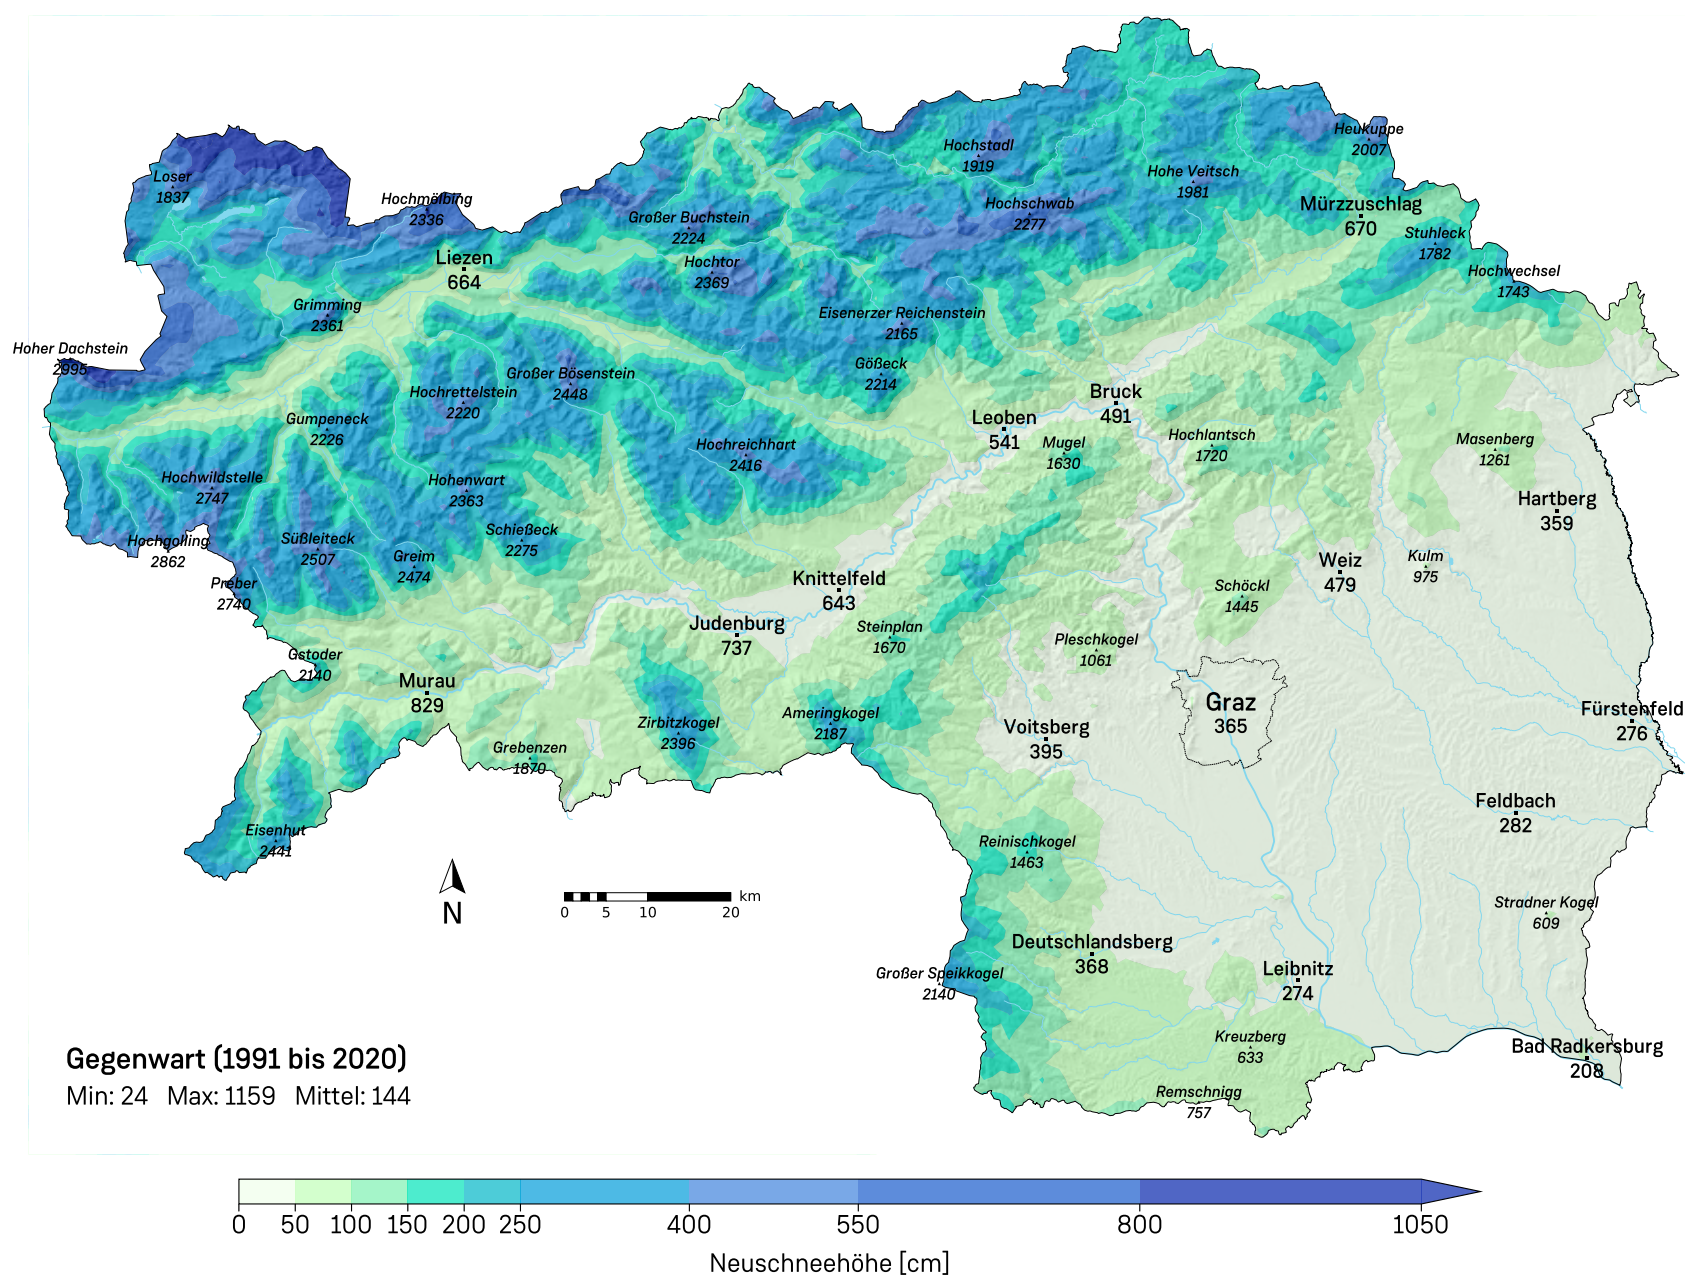 Heukuppe
2007
Hochstadl
1919
Loser
1837
Hohe Veitsch
1981
Hochmölbing
2336
Hochschwab
2277
Mürzzuschlag
670
Großer Buchstein
2224
Stuhleck
1782
Liezen
664
Hochtor
2369
Hochwechsel
1743
Grimming
2361
Eisenerzer Reichenstein
2165
Hoher Dachstein
2995
Gößeck
2214
Großer Bösenstein
2448
Hochrettelstein
2220
Bruck
491
Gumpeneck
2226
Leoben
541
Mugel
1630
Hochlantsch
1720
Masenberg
1261
Hochreichhart
2416
Hochwildstelle
2747
Hohenwart
2363
Hartberg
359
Schießeck
2275
Hochgolling
2862
Süßleiteck
2507
Greim
2474
Weiz
479
Kulm
975
Preber
2740
Knittelfeld
643
Schöckl
1445
Judenburg
737
Steinplan
1670
Pleschkogel
1061
Gstoder
2140
Murau
829
Graz
365
Fürstenfeld
276
Zirbitzkogel
2396
Ameringkogel
2187
Voitsberg
395
Grebenzen
1870
Feldbach
282
Eisenhut
2441
Reinischkogel
1463
N
km
0 5 10 20
Stradner Kogel
609
Deutschlandsberg
368
Großer Speikkogel
2140
Leibnitz
274
Kreuzberg
633
Bad Radkersburg
208
Remschnigg
757
Gegenwart (1991 bis 2020)
Min: 24 Max: 1159 Mittel: 144
0 50 100 150 200 250 400 550 800 1050
Neuschneehöhe [cm]